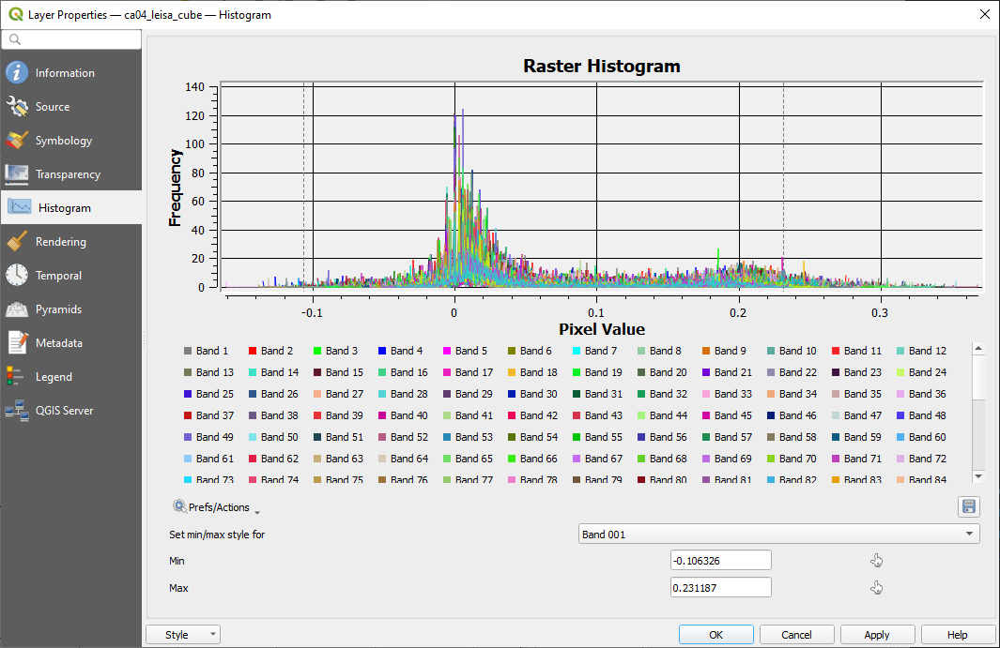 Layer Properties — ca04_leisa_cube — Histogram
Information
Source
Symbology
Transparency
Histogram
Rendering
Temporal
Pyramids
Metadata
Legend
QGIS Server
Raster Histogram
Frequency
140
120
100
80
60
40
20
0
-0.1 0 0.1 0.2 0.3
Pixel Value
Band 1 Band 2 Band 3 Band 4 Band 5 Band 6 Band 7 Band 8 Band 9 Band 10 Band 11 Band 12
Band 13 Band 14 Band 15 Band 16 Band 17 Band 18 Band 19 Band 20 Band 21 Band 22 Band 23 Band 24
Band 25 Band 26 Band 27 Band 28 Band 29 Band 30 Band 31 Band 32 Band 33 Band 34 Band 35 Band 36
Band 37 Band 38 Band 39 Band 40 Band 41 Band 42 Band 43 Band 44 Band 45 Band 46 Band 47 Band 48
Band 49 Band 50 Band 51 Band 52 Band 53 Band 54 Band 55 Band 56 Band 57 Band 58 Band 59 Band 60
Band 61 Band 62 Band 63 Band 64 Band 65 Band 66 Band 67 Band 68 Band 69 Band 70 Band 71 Band 72
Band 73 Band 74 Band 75 Band 76 Band 77 Band 78 Band 79 Band 80 Band 81 Band 82 Band 83 Band 84
Prefs/Actions
Set min/max style for Band 001
Min -0.106326
Max 0.231187
Style OK Cancel Apply Help